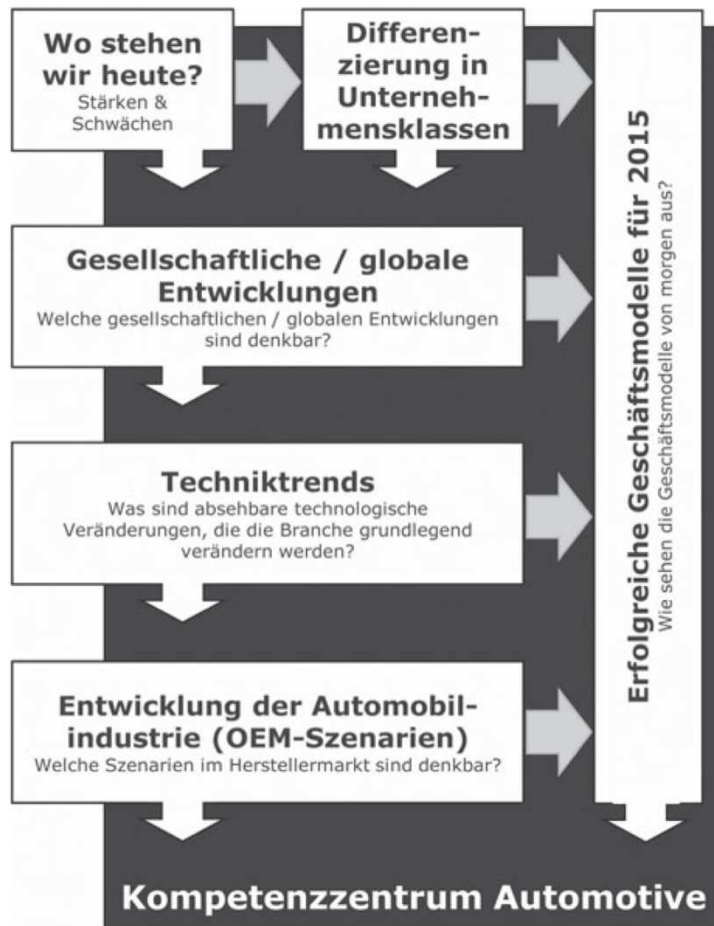 Wo stehen
wir heute?
Stärken &
Schwächen
Differen-
zierung in
Unterneh-
mensklassen
Gesellschaftliche / globale
Entwicklungen
Welche gesellschaftlichen / globalen Entwicklungen
sind denkbar?
Techniktrends
Was sind absehbare technologische
Veränderungen, die die Branche grundlegend
verändern werden?
Entwicklung der Automobil-
industrie (OEM-Szenarien)
Welche Szenarien im Herstellermarkt sind denkbar?
Erfolgreiche Geschäftsmodelle für 2015
Wie sehen die Geschäftsmodelle von morgen aus?
Kompetenzzentrum Automotive